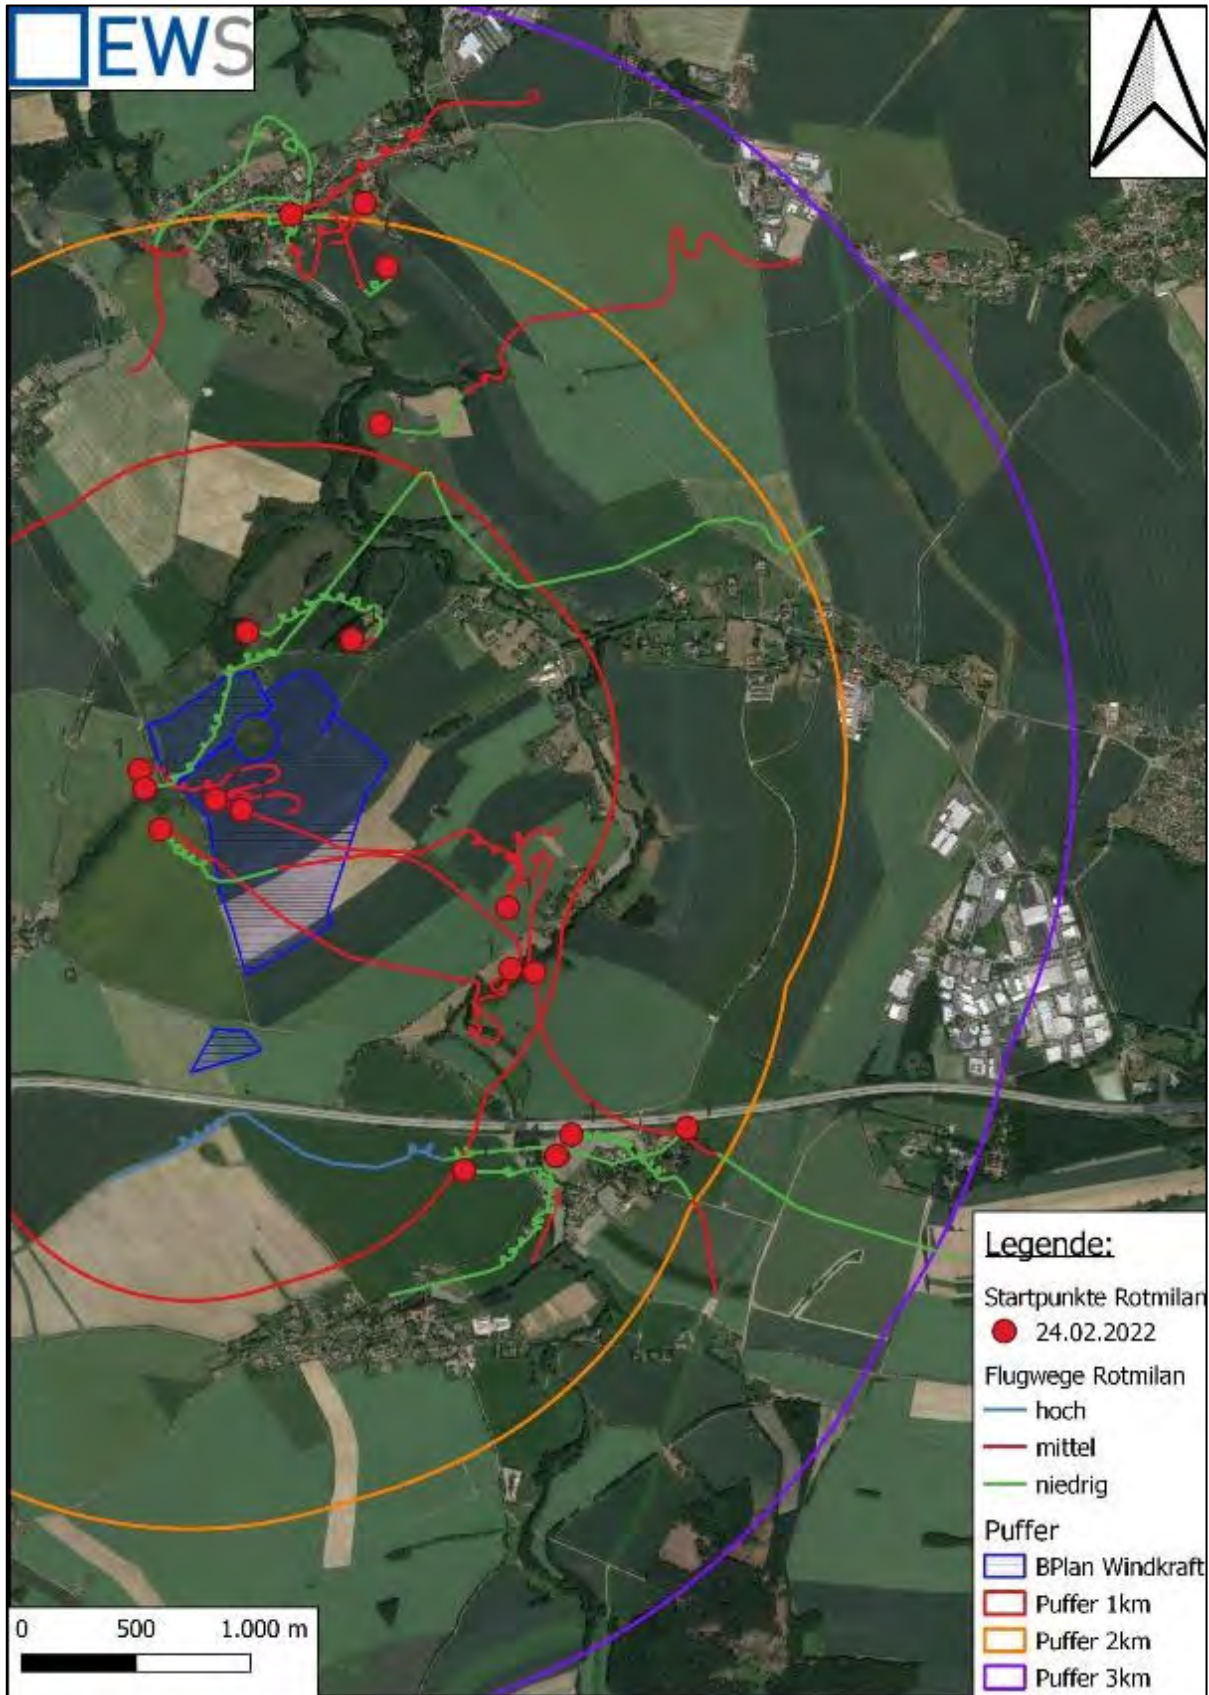 EWS
1
Legende:
Startpunkte Rotmilan
24.02.2022
Flugwege Rotmilan
hoch
mittel
niedrig
Puffer
BPlan Windkraft
Puffer 1km
Puffer 2km
Puffer 3km
0 500 1.000 m